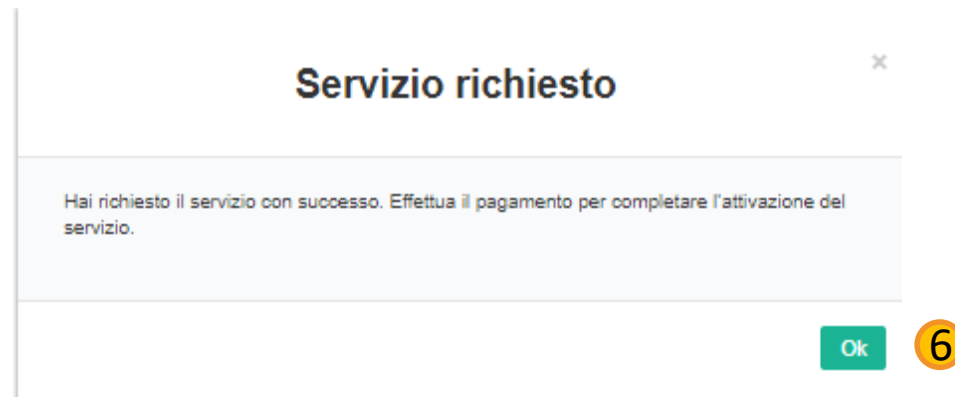 ×
Servizio richiesto
Hai richiesto il servizio con successo. Effettua il pagamento per completare l'attivazione del
servizio.
Ok
6